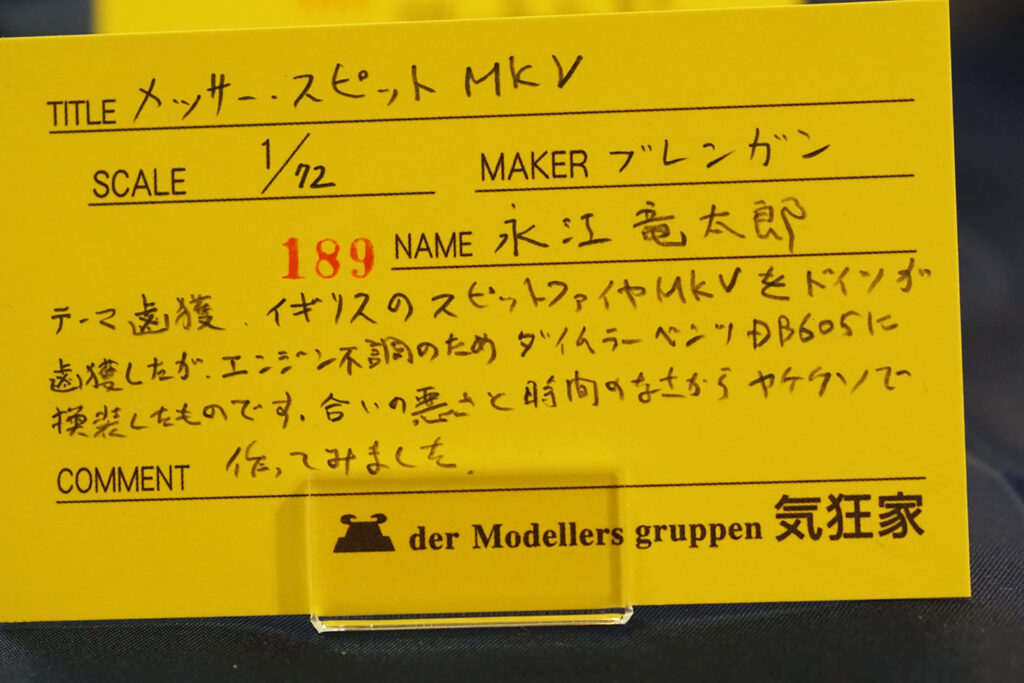 TITLE メッサー・スピット MKV
SCALE 1/72 MAKER ブレンガン
189 NAME 永江 竜太郎
テーマ 鹵獲．イギリスのスピットファイヤMKVをドイツが
鹵獲したが、エンジン不調のため ダイムラーベンツDB605に
換装したものです．合いの悪さと時間のなさからヤケクソで
COMMENT 作ってみました．
der Modellers gruppen 気狂家